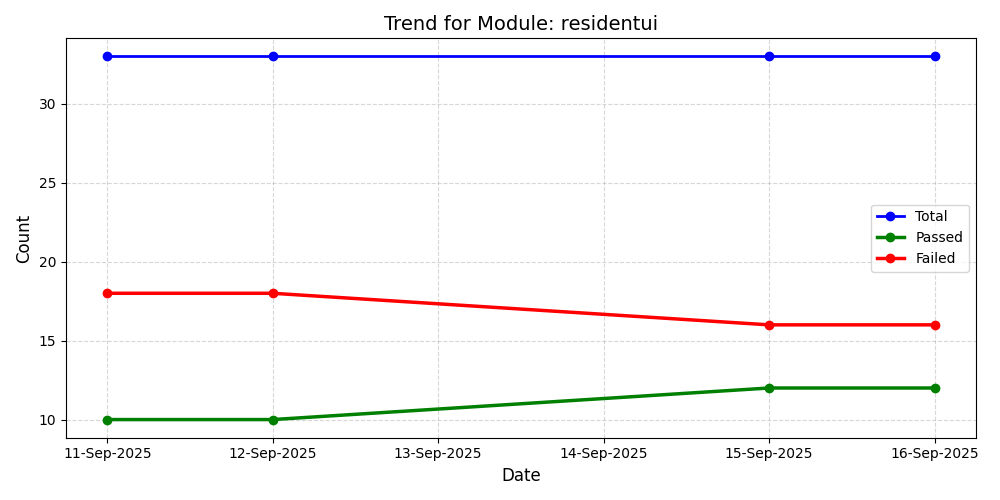 Trend for Module: residentui
Count
30
25
20
15
10
Total
Passed
Failed
11-Sep-2025
12-Sep-2025
13-Sep-2025
14-Sep-2025
15-Sep-2025
16-Sep-2025
Date